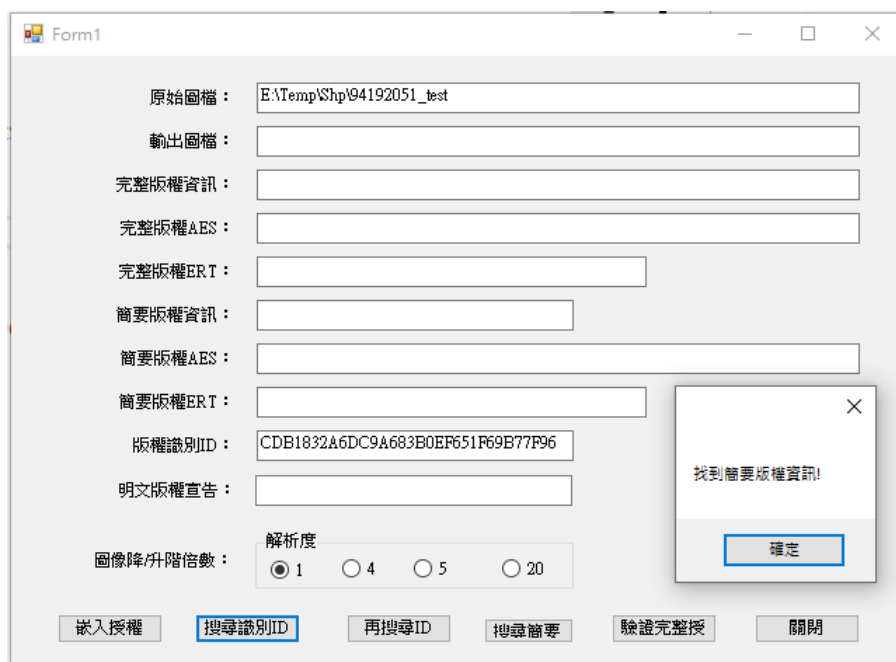 Form1
原始圖檔： E:\Temp\Shp\94192051_test
輸出圖檔：
完整版權資訊：
完整版權AES：
完整版權ERT：
簡要版權資訊：
簡要版權AES：
簡要版權ERT：
版權識別ID： CDB1832A6DC9A683B0EF651F69B77F96
明文版權宣告：
找到簡要版權資訊!
確定
解析度
圖像降/升階倍數： 1 4 5 20
嵌入授權 搜尋識別ID 再搜尋ID 搜尋簡要 驗證完整授 關閉